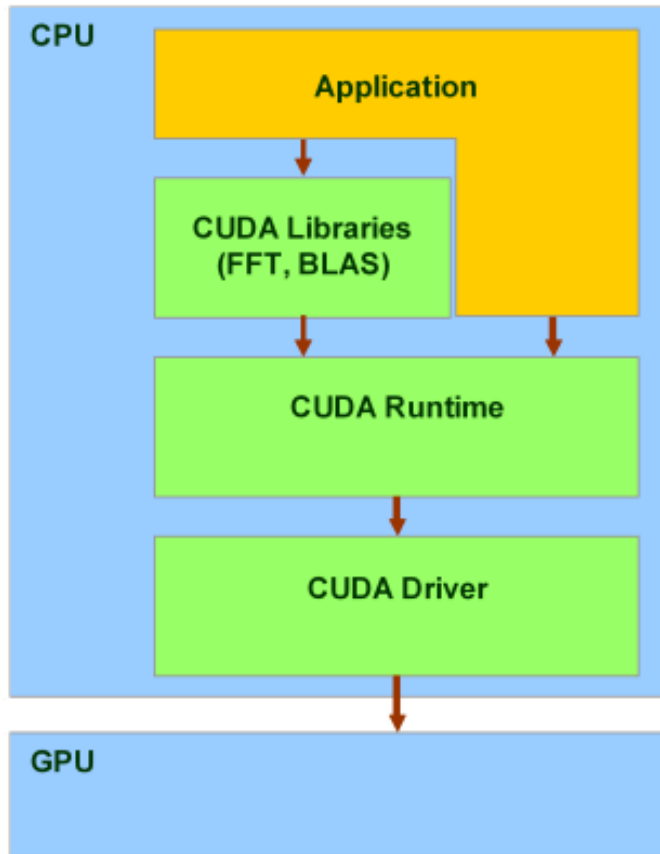 CPU
Application
CUDA Libraries
(FFT, BLAS)
CUDA Runtime
CUDA Driver
GPU